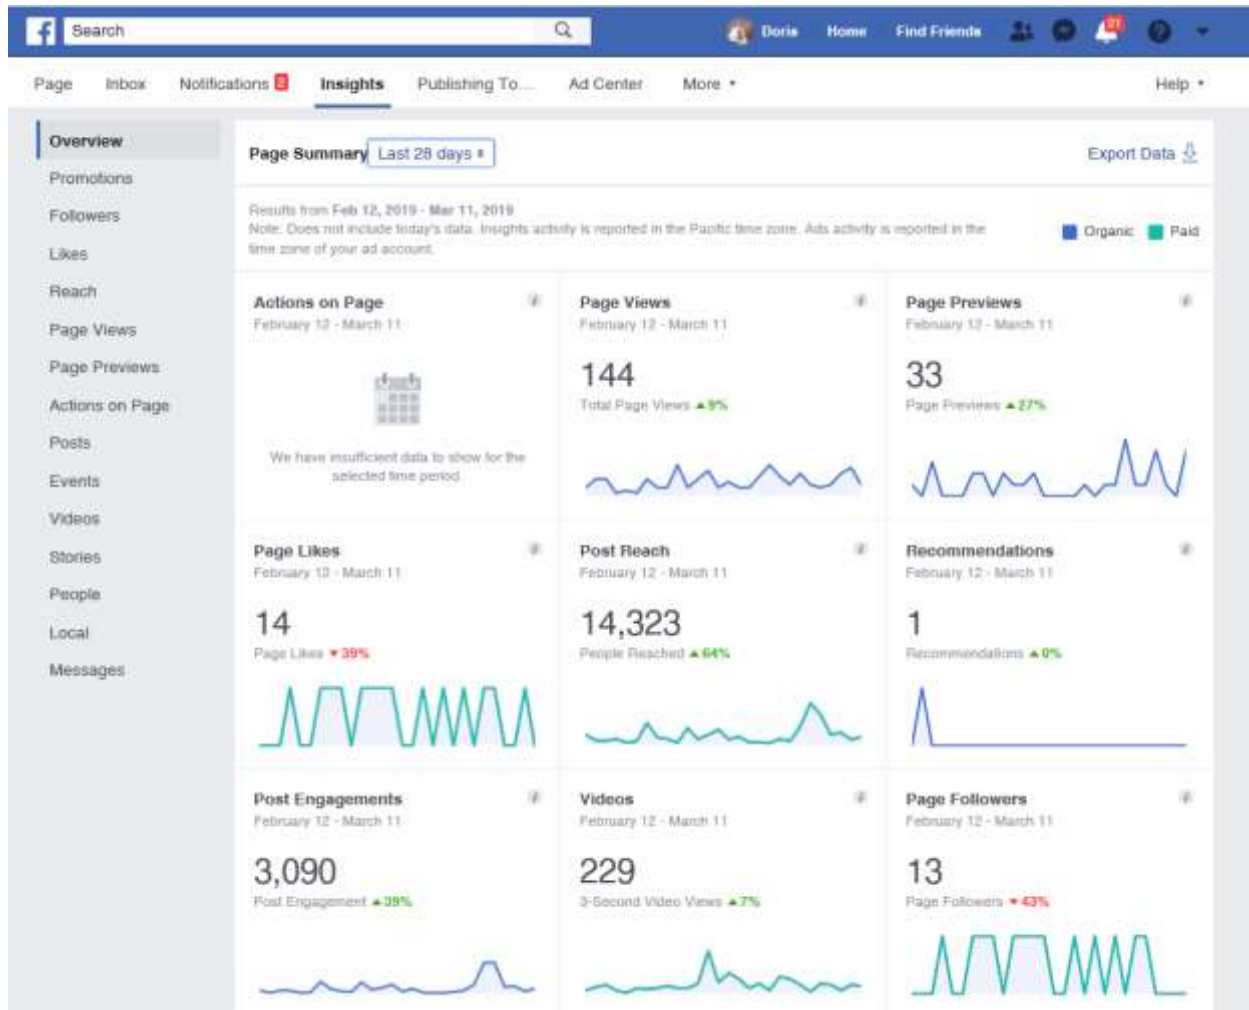 f Search Doris Home Find Friends 21
Page Inbox Notifications 2 Insights Publishing To... Ad Center More Help
Overview
Promotions
Followers
Likes
Reach
Page Views
Page Previews
Actions on Page
Posts
Events
Videos
Stories
People
Local
Messages
Page Summary Last 28 days
Export Data
Results from Feb 12, 2019 - Mar 11, 2019
Note: Does not include today's data. Insights activity is reported in the Pacific time zone. Ads activity is reported in the
time zone of your ad account.
Organic Paid
Actions on Page
February 12 - March 11
We have insufficient data to show for the
selected time period.
Page Views
February 12 - March 11
144
Total Page Views ▲9%
Page Previews
February 12 - March 11
33
Page Previews ▲27%
Page Likes
February 12 - March 11
14
Page Likes ▼39%
Post Reach
February 12 - March 11
14,323
People Reached ▲64%
Recommendations
February 12 - March 11
1
Recommendations ▲0%
Post Engagements
February 12 - March 11
3,090
Post Engagement ▲39%
Videos
February 12 - March 11
229
3-Second Video Views ▲7%
Page Followers
February 12 - March 11
13
Page Followers ▼43%